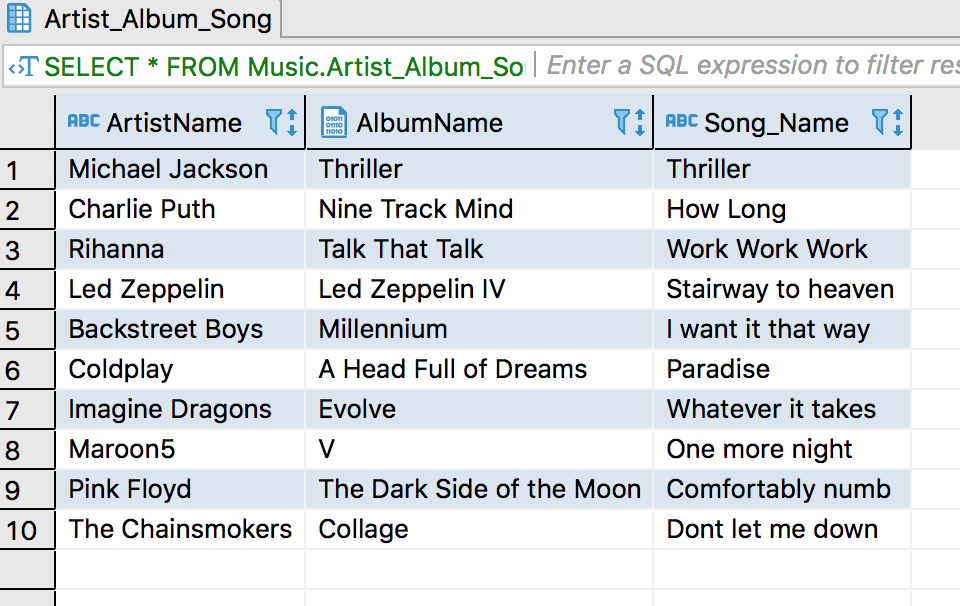 Artist_Album_Song
SELECT * FROM Music.Artist_Album_So Enter a SQL expression to filter res
ABC ArtistName AlbumName ABC Song_Name
1 Michael Jackson Thriller Thriller
2 Charlie Puth Nine Track Mind How Long
3 Rihanna Talk That Talk Work Work Work
4 Led Zeppelin Led Zeppelin IV Stairway to heaven
5 Backstreet Boys Millennium I want it that way
6 Coldplay A Head Full of Dreams Paradise
7 Imagine Dragons Evolve Whatever it takes
8 Maroon5 V One more night
9 Pink Floyd The Dark Side of the Moon Comfortably numb
10 The Chainsmokers Collage Dont let me down